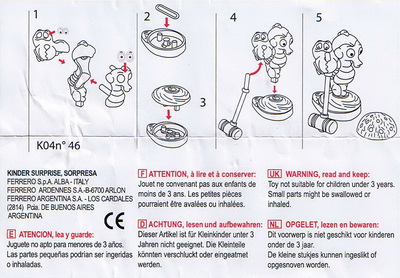 1
2
3
4
5
K04n° 46
KINDER SURPRISE, SORPRESA
FERRERO S.p.A. ALBA - ITALY
FERRERO ARDENNES S.A.-B-6700 ARLON
FERRERO ARGENTINA S.A. - LOS CARDALES
(2814) Pcia. DE BUENOS AIRES
ARGENTINA
CE
E ATENCION, lea y guarde:
Juguete no apto para menores de 3 años.
Las partes pequeñas podrían ser ingeridas
o inhaladas.
F ATTENTION, à lire et à conserver:
Jouet ne convenant pas aux enfants de
moins de 3 ans. Les petites pièces
pourraient être avalées ou inhalées.
D ACHTUNG, lesen und aufbewahren:
Dieser Artikel ist für Kleinkinder unter 3
Jahren nicht geeignet. Die Kleinteile
könnten verschluckt oder eingeatmet
werden.
UK WARNING, read and keep:
Toy not suitable for children under 3 years.
Small parts might be swallowed or
inhaled.
NL OPGELET, lezen en bewaren:
Dit voorwerp is niet geschikt voor kinderen
onder de 3 jaar.
De kleine stukjes kunnen ingeslikt of
opgezogen worden.